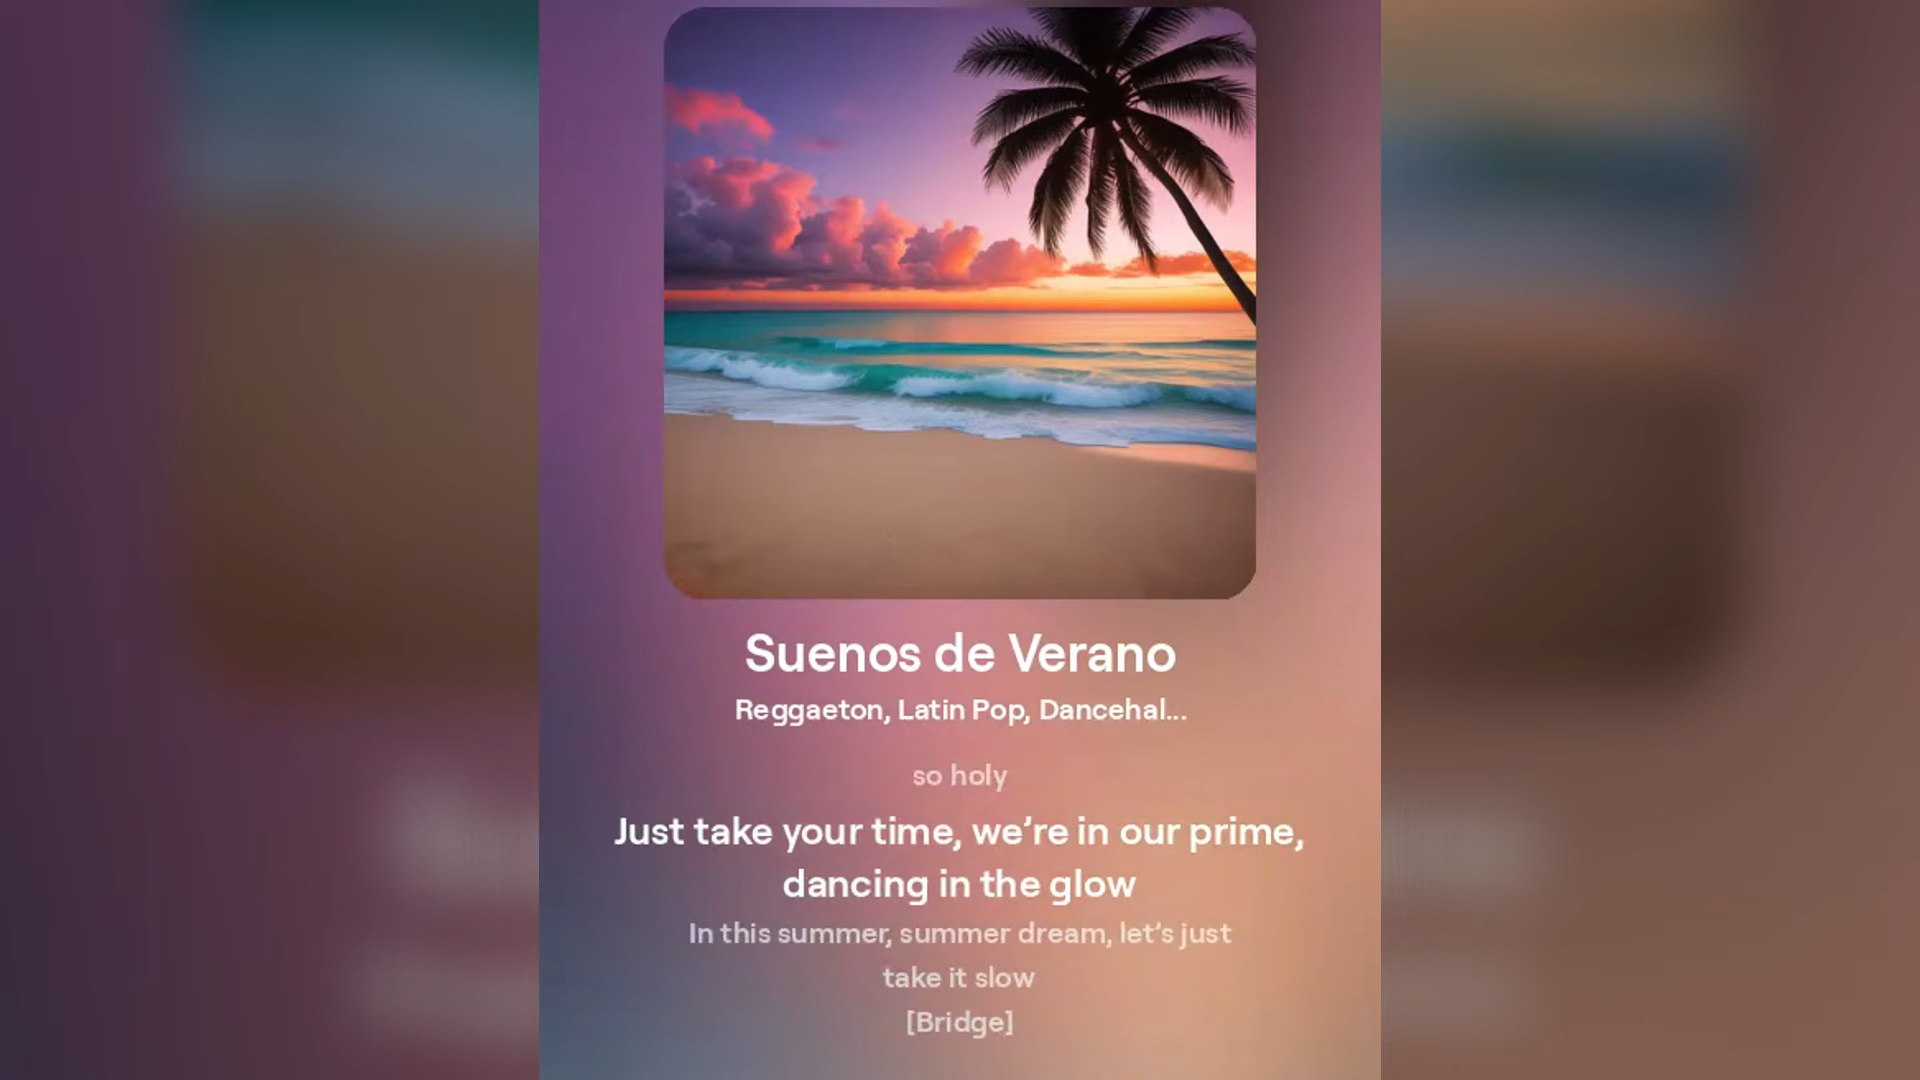 Suenos de Verano
Reggaeton, Latin Pop, Dancehal...
so holy
Just take your time, we’re in our prime,
dancing in the glow
In this summer, summer dream, let’s just
take it slow
[Bridge]